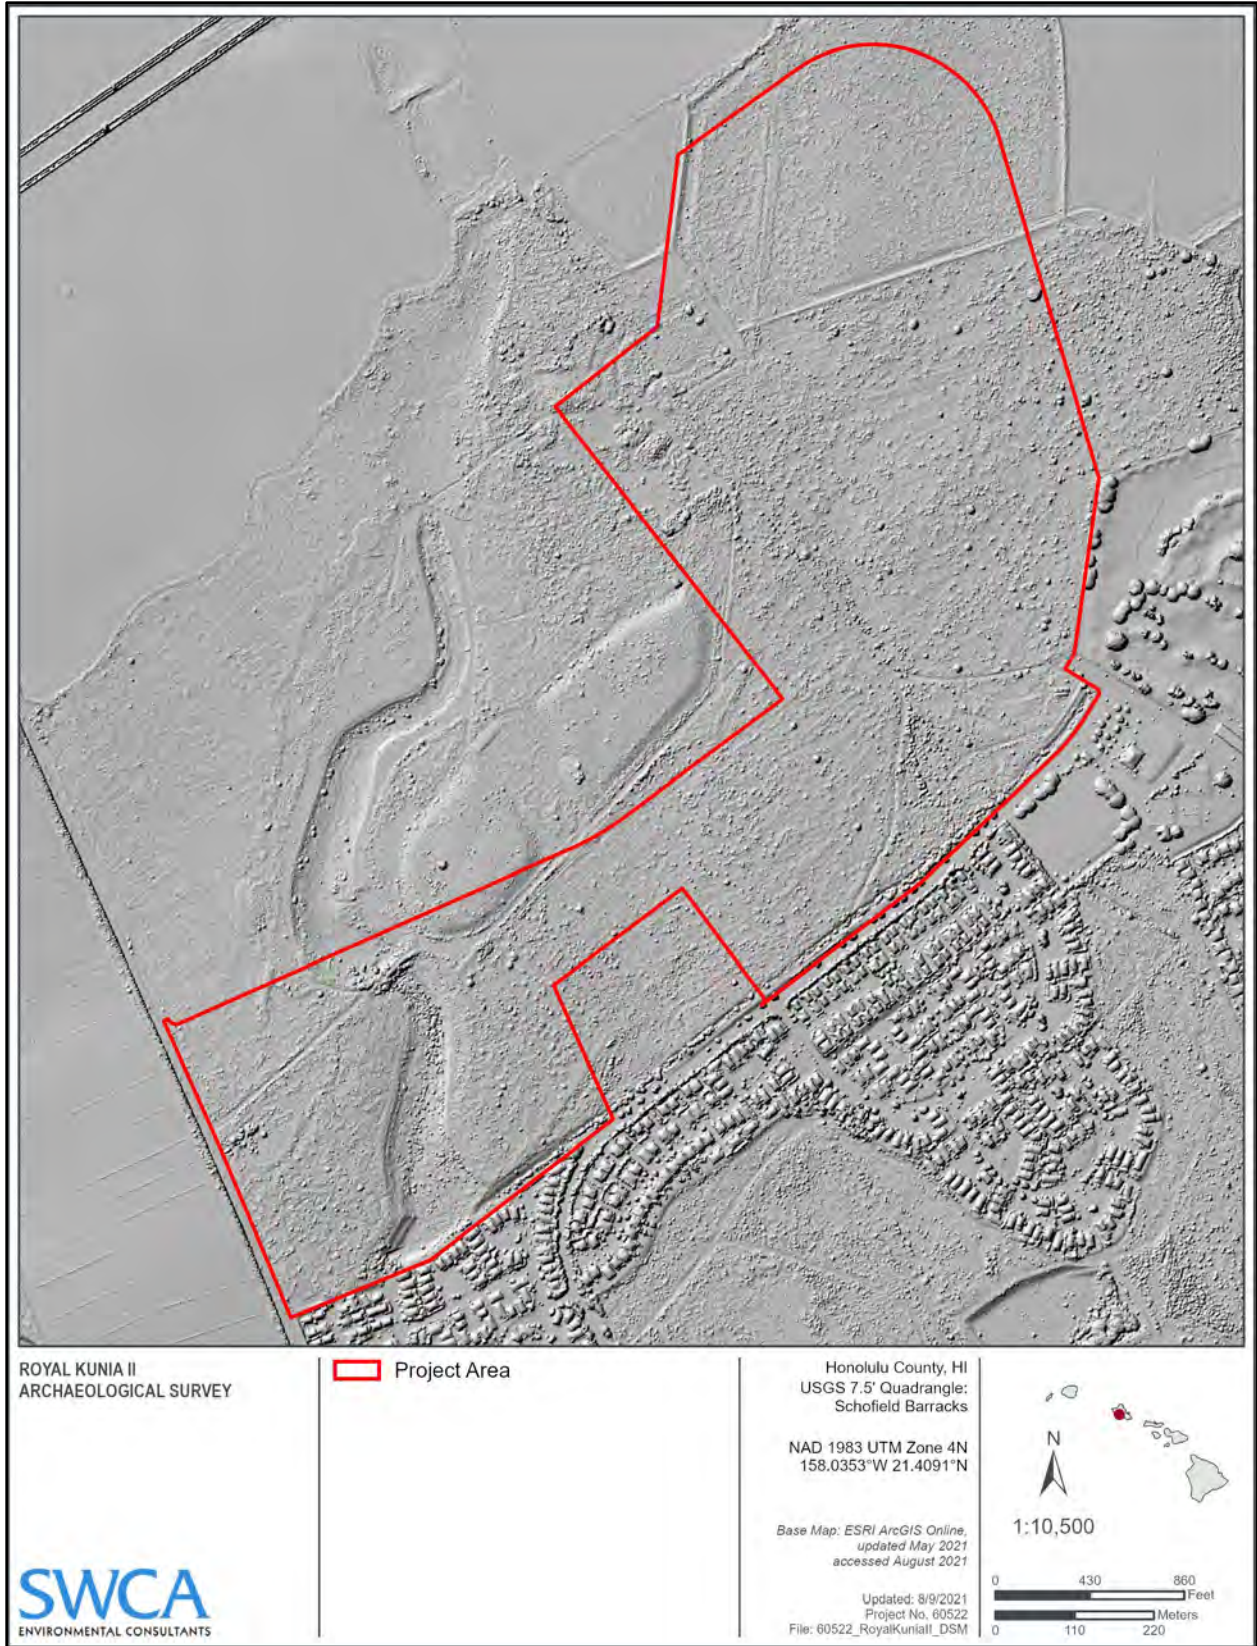 ROYAL KUNIA II
ARCHAEOLOGICAL SURVEY
SWCA
ENVIRONMENTAL CONSULTANTS
Project Area
Honolulu County, HI
USGS 7.5' Quadrangle:
Schofield Barracks
NAD 1983 UTM Zone 4N
158.0353°W 21.4091°N
Base Map: ESRI ArcGIS Online,
updated May 2021
accessed August 2021
Updated: 8/9/2021
Project No. 60522
File: 60522_RoyalKuniaII_DSM
N
1:10,500
0 430 860
Feet
Meters
0 110 220